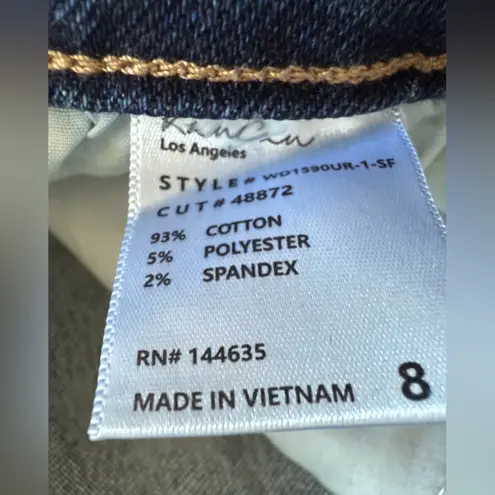 Los Angeles
STYLE# WD1590UR-1-SF
CUT# 48872
93% COTTON
5% POLYESTER
2% SPANDEX
RN# 144635
MADE IN VIETNAM 8